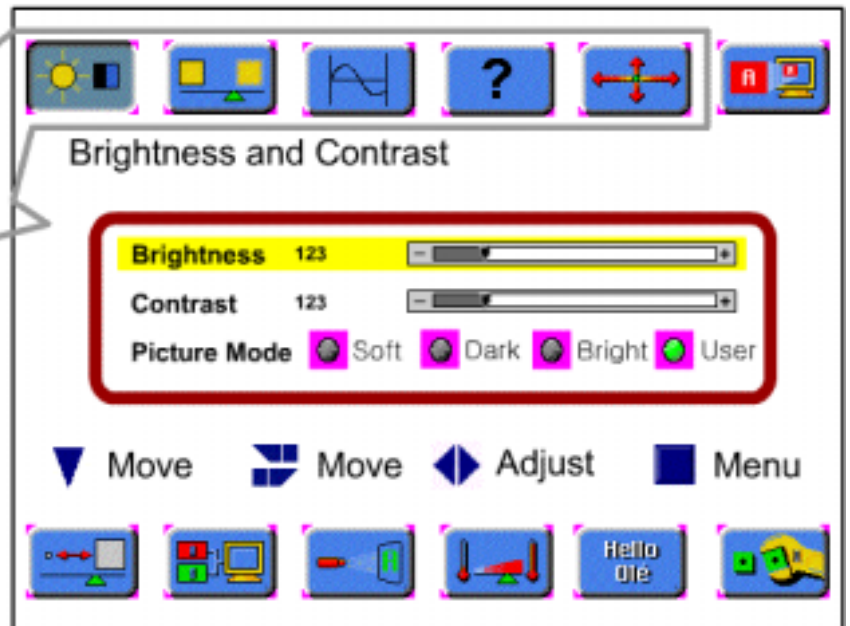 ?
A
Brightness and Contrast
Brightness 123
Contrast 123
Picture Mode Soft Dark Bright User
Move Move Adjust Menu
Hello
Olé